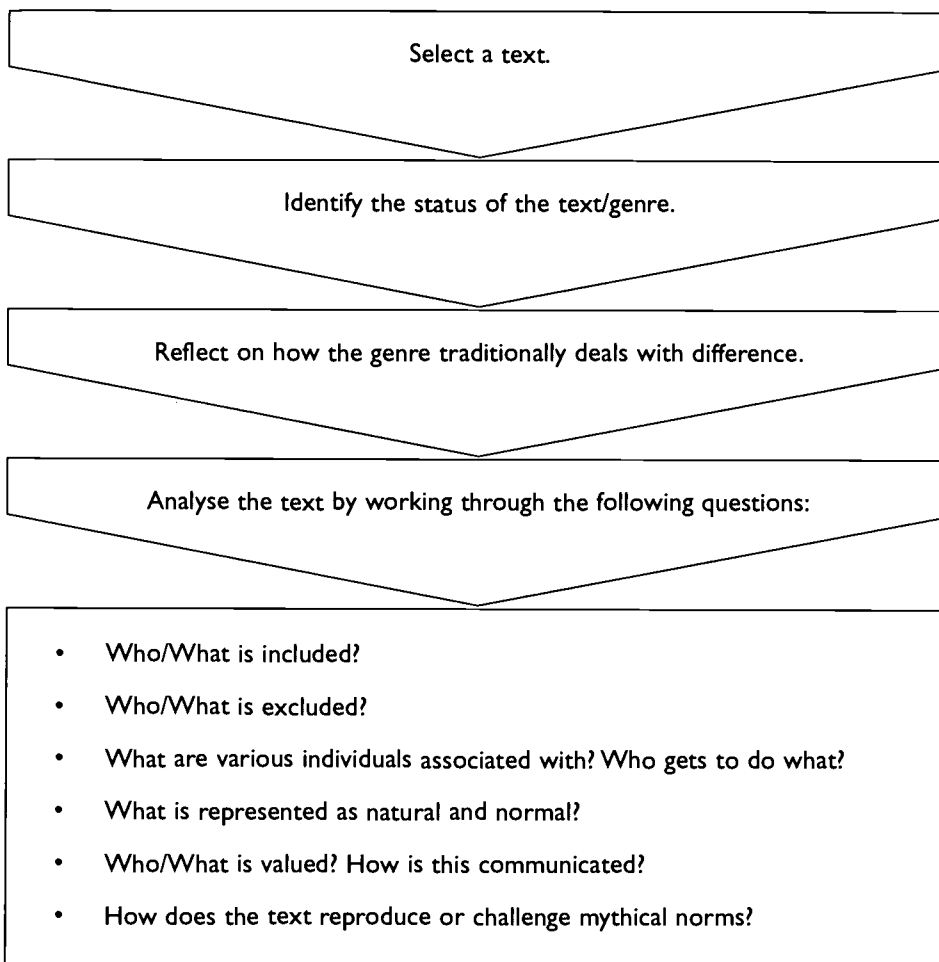 Select a text.
Identify the status of the text/genre.
Reflect on how the genre traditionally deals with difference.
Analyse the text by working through the following questions:
• Who/What is included?
• Who/What is excluded?
• What are various individuals associated with? Who gets to do what?
• What is represented as natural and normal?
• Who/What is valued? How is this communicated?
• How does the text reproduce or challenge mythical norms?